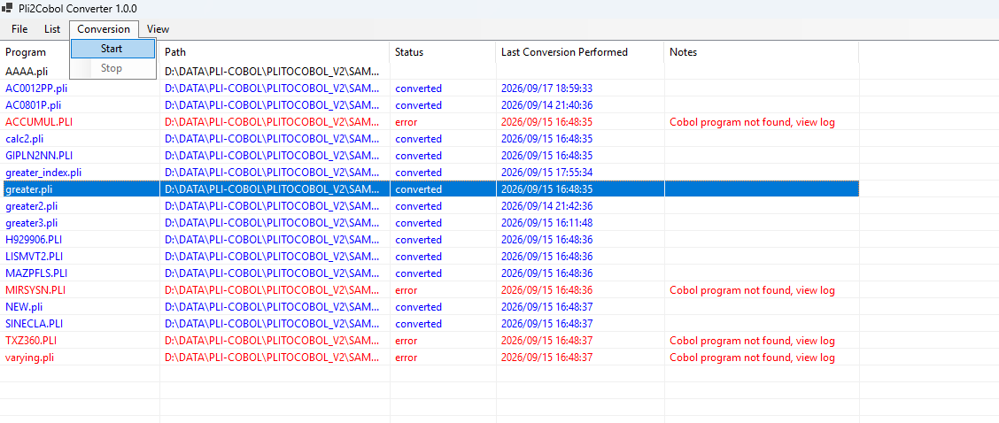 Pli2Cobol Converter 1.0.0
File List Conversion View
Start
Stop
Program Path Status Last Conversion Performed Notes
AAAA.pli D:\DATA\PLI-COBOL\PLITOCOBOL_V2\SAM...
AC0012PP.pli D:\DATA\PLI-COBOL\PLITOCOBOL_V2\SAM... converted 2026/09/17 18:59:33
AC0801P.pli D:\DATA\PLI-COBOL\PLITOCOBOL_V2\SAM... converted 2026/09/14 21:40:36
ACCUMUL.PLI D:\DATA\PLI-COBOL\PLITOCOBOL_V2\SAM... error 2026/09/15 16:48:35 Cobol program not found, view log
calc2.pli D:\DATA\PLI-COBOL\PLITOCOBOL_V2\SAM... converted 2026/09/15 16:48:35
GIPLN2NN.PLI D:\DATA\PLI-COBOL\PLITOCOBOL_V2\SAM... converted 2026/09/15 16:48:35
greater_index.pli D:\DATA\PLI-COBOL\PLITOCOBOL_V2\SAM... converted 2026/09/15 17:55:34
greater.pli D:\DATA\PLI-COBOL\PLITOCOBOL_V2\SAM... converted 2026/09/15 16:48:35
greater2.pli D:\DATA\PLI-COBOL\PLITOCOBOL_V2\SAM... converted 2026/09/14 21:42:36
greater3.pli D:\DATA\PLI-COBOL\PLITOCOBOL_V2\SAM... converted 2026/09/15 16:11:48
H929906.PLI D:\DATA\PLI-COBOL\PLITOCOBOL_V2\SAM... converted 2026/09/15 16:48:36
LISMVT2.PLI D:\DATA\PLI-COBOL\PLITOCOBOL_V2\SAM... converted 2026/09/15 16:48:36
MAZPFLS.PLI D:\DATA\PLI-COBOL\PLITOCOBOL_V2\SAM... converted 2026/09/15 16:48:36
MIRSYSN.PLI D:\DATA\PLI-COBOL\PLITOCOBOL_V2\SAM... error 2026/09/15 16:48:36 Cobol program not found, view log
NEW.pli D:\DATA\PLI-COBOL\PLITOCOBOL_V2\SAM... converted 2026/09/15 16:48:37
SINECLA.PLI D:\DATA\PLI-COBOL\PLITOCOBOL_V2\SAM... converted 2026/09/15 16:48:37
TXZ360.PLI D:\DATA\PLI-COBOL\PLITOCOBOL_V2\SAM... error 2026/09/15 16:48:37 Cobol program not found, view log
varying.pli D:\DATA\PLI-COBOL\PLITOCOBOL_V2\SAM... error 2026/09/15 16:48:37 Cobol program not found, view log